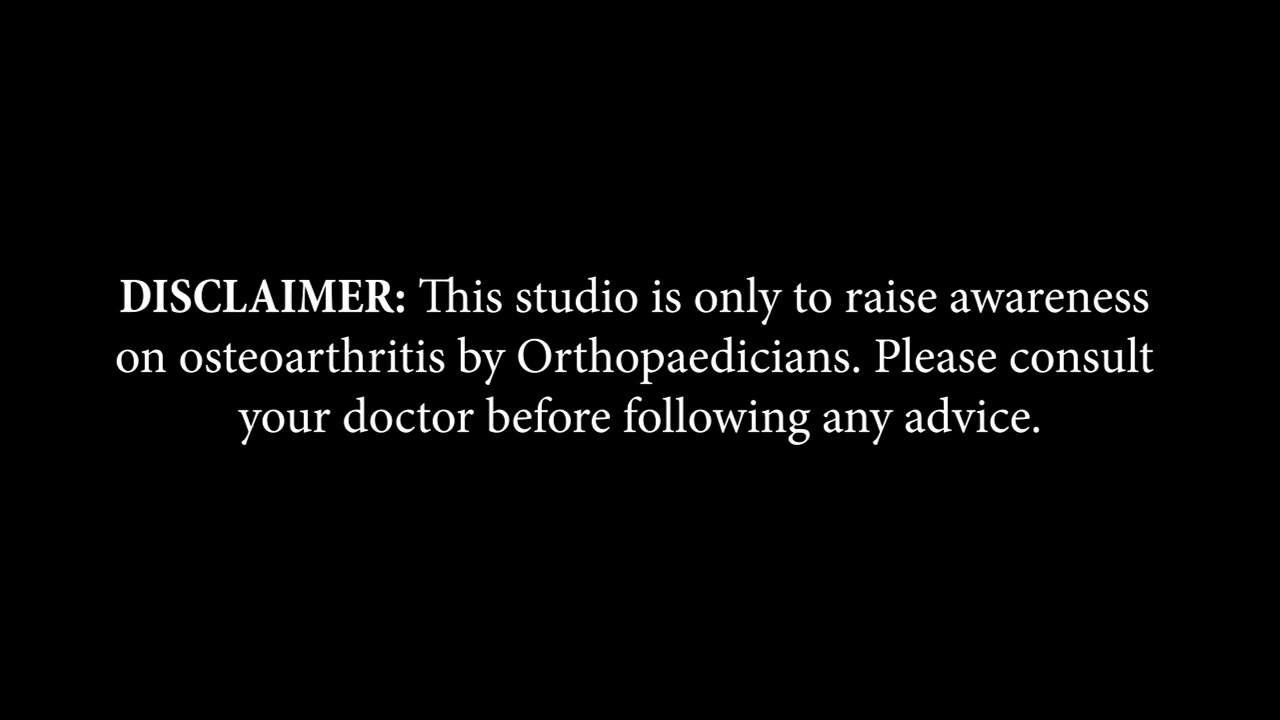 DISCLAIMER: This studio is only to raise awareness
on osteoarthritis by Orthopaedicians. Please consult
your doctor before following any advice.